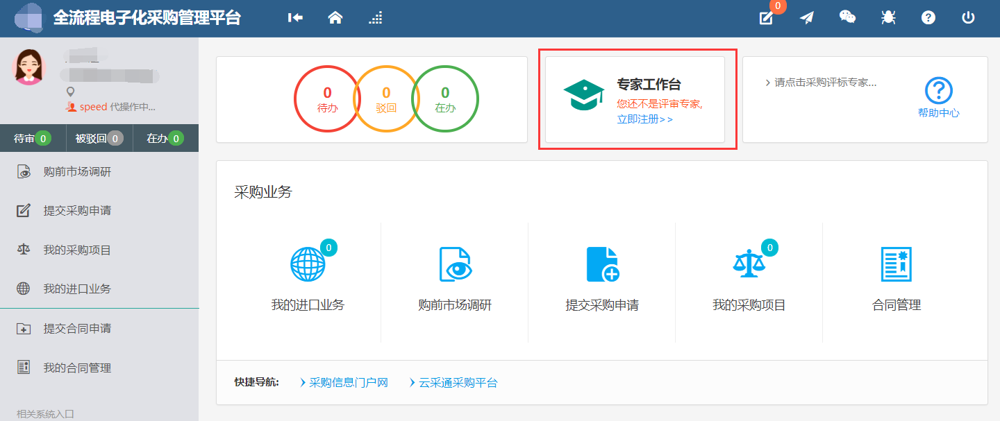 全流程电子化采购管理平台
0
speed 代操作中...
待审 0 被驳回 0 在办 0
购前市场调研
提交采购申请
我的采购项目
我的进口业务
提交合同申请
我的合同管理
相关系统入口
0 0 0
待办 驳回 在办
专家工作台
您还不是评审专家,
立即注册>>
请点击采购评标专家...
帮助中心
采购业务
0 0
我的进口业务 购前市场调研 提交采购申请 我的采购项目 合同管理
快捷导航: 采购信息门户网 云采通采购平台